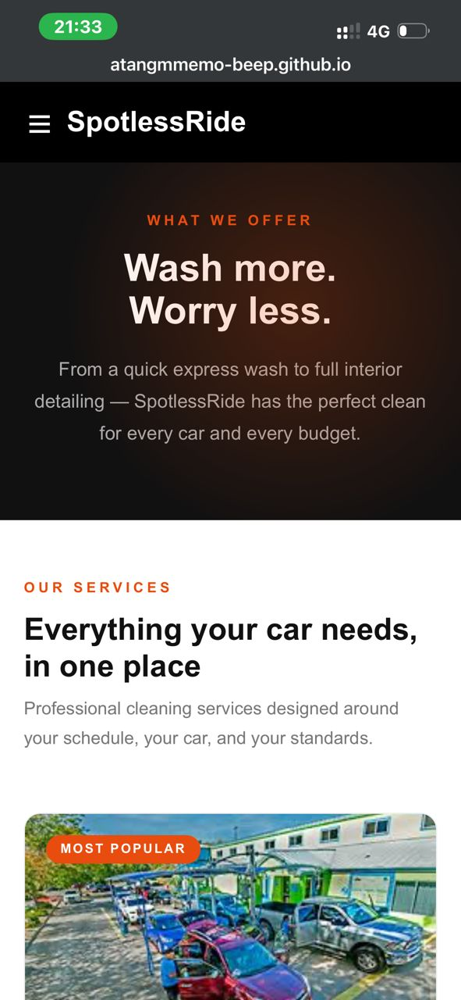 21:33
4G
atangmmemo-beep.github.io
SpotlessRide
WHAT WE OFFER
Wash more.
Worry less.
From a quick express wash to full interior
detailing — SpotlessRide has the perfect clean
for every car and every budget.
OUR SERVICES
Everything your car needs,
in one place
Professional cleaning services designed around
your schedule, your car, and your standards.
MOST POPULAR